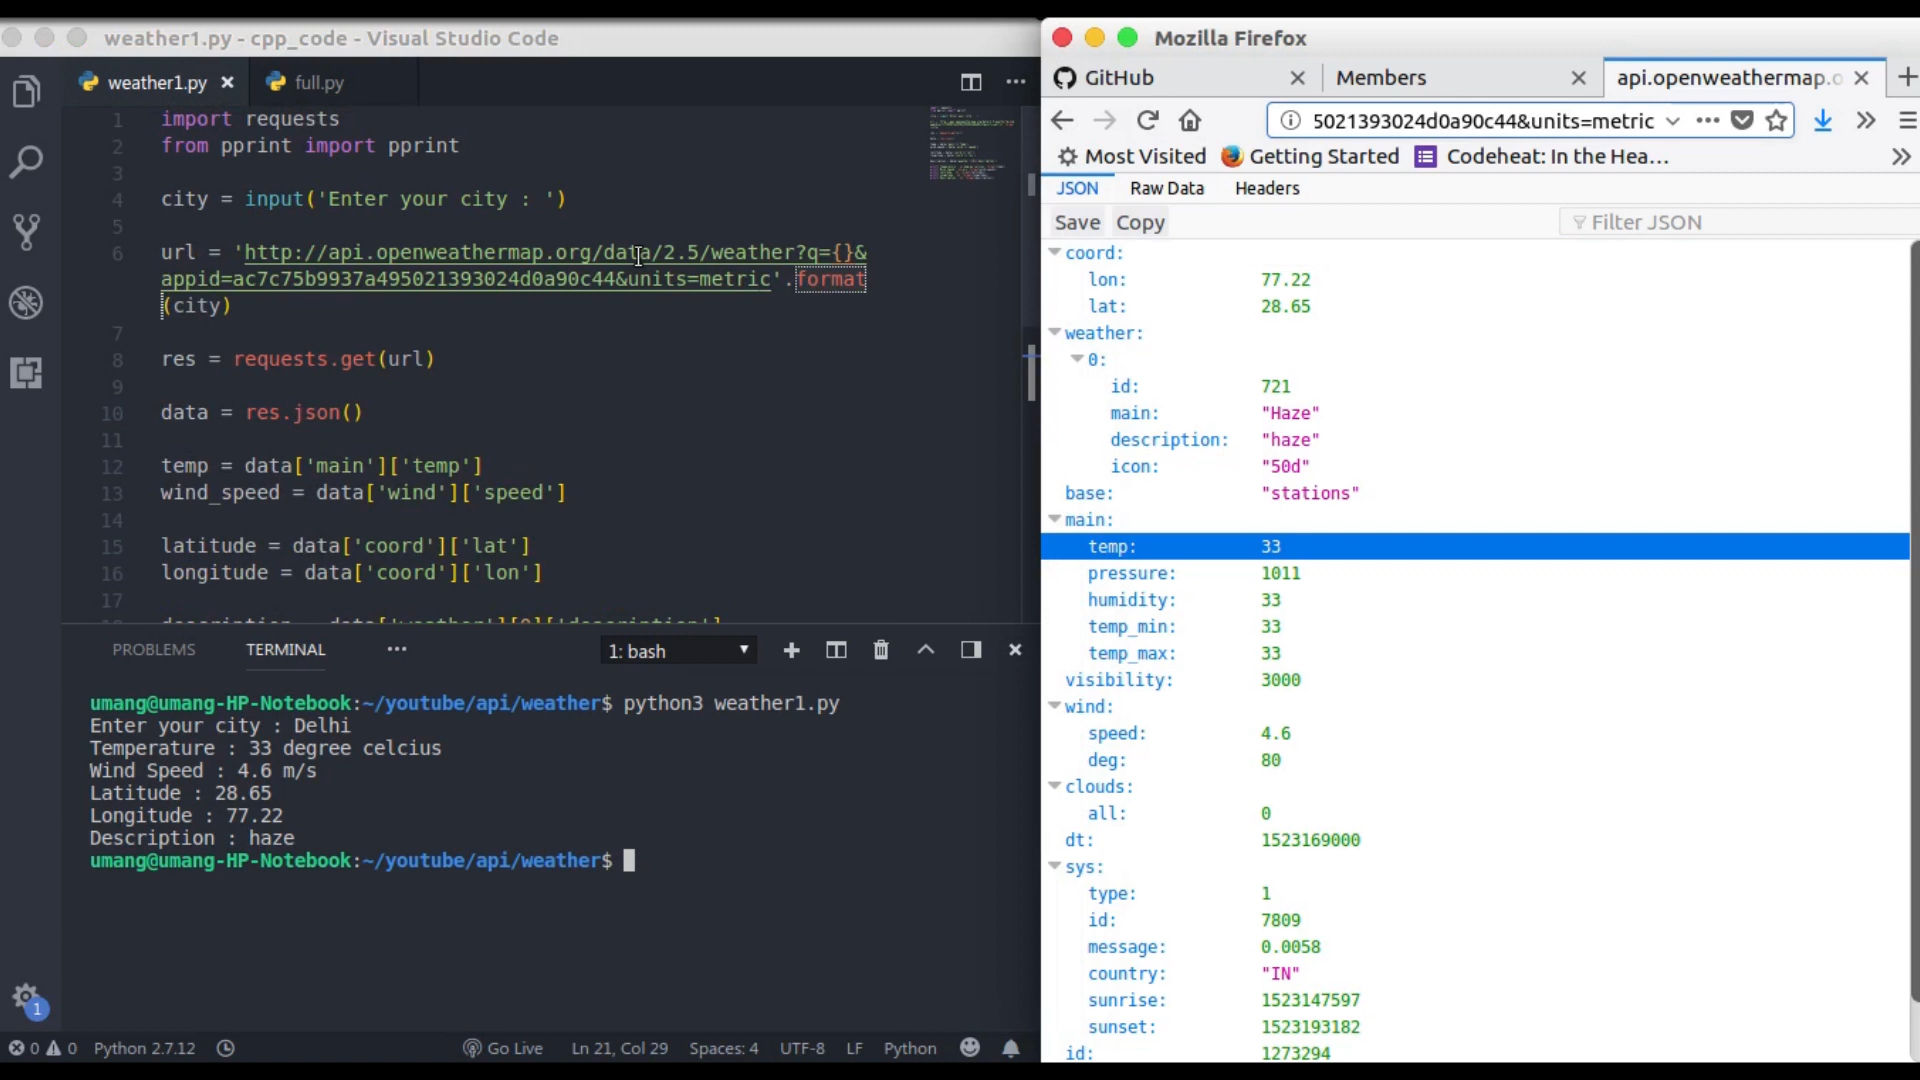 weather1.py - cpp_code - Visual Studio Code
weather1.py
full.py
1 import requests
2 from pprint import pprint
3
4 city = input('Enter your city : ')
5
6 url = 'http://api.openweathermap.org/data/2.5/weather?q={}&
appid=ac7c75b9937a495021393024d0a90c44&units=metric'.format
(city)
7
8 res = requests.get(url)
9
10 data = res.json()
11
12 temp = data['main']['temp']
13 wind_speed = data['wind']['speed']
14
15 latitude = data['coord']['lat']
16 longitude = data['coord']['lon']
17
18 description = data['weather'][0]['description']
PROBLEMS TERMINAL ··· 1: bash
umang@umang-HP-Notebook:~/youtube/api/weather$ python3 weather1.py
Enter your city : Delhi
Temperature : 33 degree celcius
Wind Speed : 4.6 m/s
Latitude : 28.65
Longitude : 77.22
Description : haze
umang@umang-HP-Notebook:~/youtube/api/weather$
1
0 0 Python 2.7.12 Go Live Ln 21, Col 29 Spaces: 4 UTF-8 LF Python
Mozilla Firefox
GitHub
Members
api.openweathermap.o
5021393024d0a90c44&units=metric
Most Visited Getting Started Codeheat: In the Hea…
JSON Raw Data Headers
Save Copy Filter JSON
coord:
lon: 77.22
lat: 28.65
weather:
0:
id: 721
main: "Haze"
description: "haze"
icon: "50d"
base: "stations"
main:
temp: 33
pressure: 1011
humidity: 33
temp_min: 33
temp_max: 33
visibility: 3000
wind:
speed: 4.6
deg: 80
clouds:
all: 0
dt: 1523169000
sys:
type: 1
id: 7809
message: 0.0058
country: "IN"
sunrise: 1523147597
sunset: 1523193182
id: 1273294